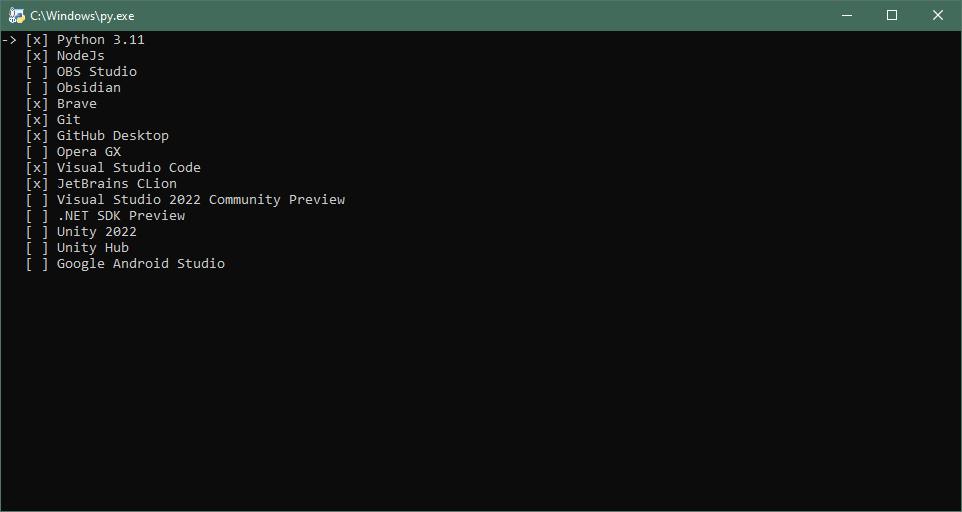 C:\Windows\py.exe
-> [x] Python 3.11
[x] NodeJs
[ ] OBS Studio
[ ] Obsidian
[x] Brave
[x] Git
[x] GitHub Desktop
[ ] Opera GX
[x] Visual Studio Code
[x] JetBrains CLion
[ ] Visual Studio 2022 Community Preview
[ ] .NET SDK Preview
[ ] Unity 2022
[ ] Unity Hub
[ ] Google Android Studio